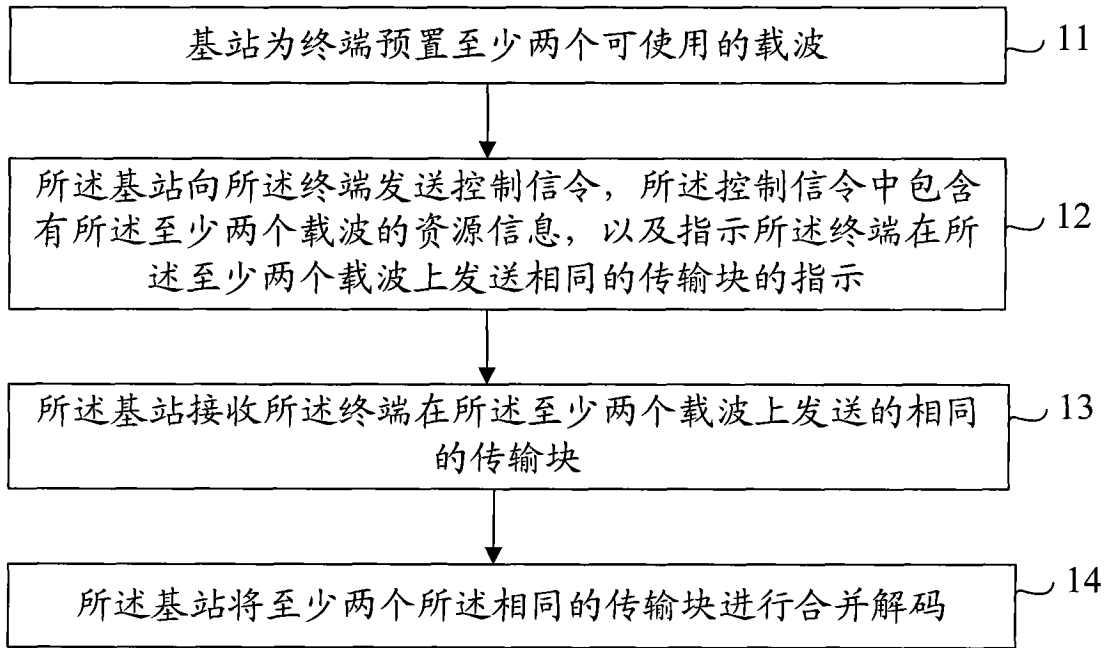 基站为终端预置至少两个可使用的载波
11
所述基站向所述终端发送控制信令，所述控制信令中包含
有所述至少两个载波的资源信息，以及指示所述终端在所
述至少两个载波上发送相同的传输块的指示
12
所述基站接收所述终端在所述至少两个载波上发送的相同
的传输块
13
所述基站将至少两个所述相同的传输块进行合并解码
14